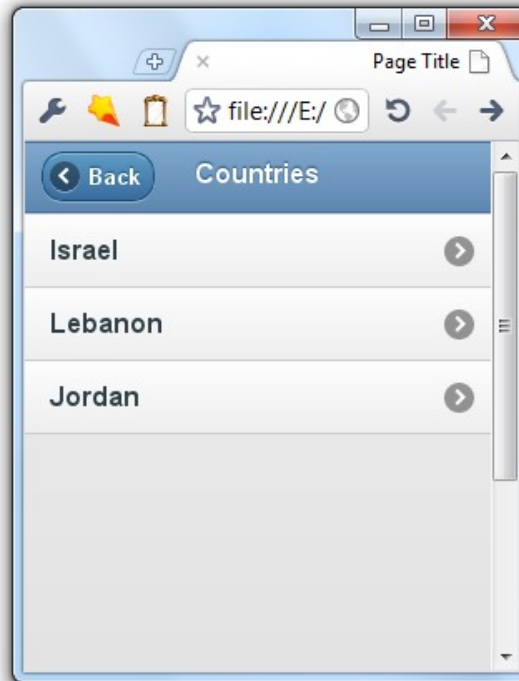 Page Title
file:///E:/
Back
Countries
Israel
Lebanon
Jordan